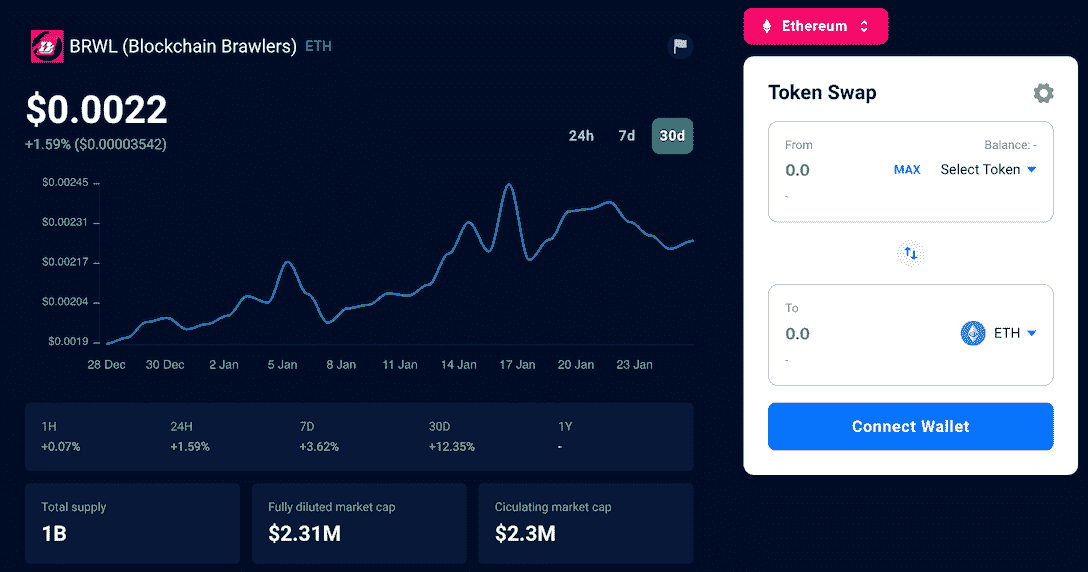 BRWL (Blockchain Brawlers) ETH
$0.0022
+1.59% ($0.00003542)
24h 7d 30d
$0.00245
$0.00231
$0.00217
$0.00204
$0.0019
28 Dec 30 Dec 2 Jan 5 Jan 8 Jan 11 Jan 14 Jan 17 Jan 20 Jan 23 Jan
1H 24H 7D 30D 1Y
+0.07% +1.59% +3.62% +12.35% -
Total supply
1B
Fully diluted market cap
$2.31M
Ciculating market cap
$2.3M
Ethereum
Token Swap
From Balance: -
0.0 MAX Select Token
-
To
0.0 ETH
-
Connect Wallet